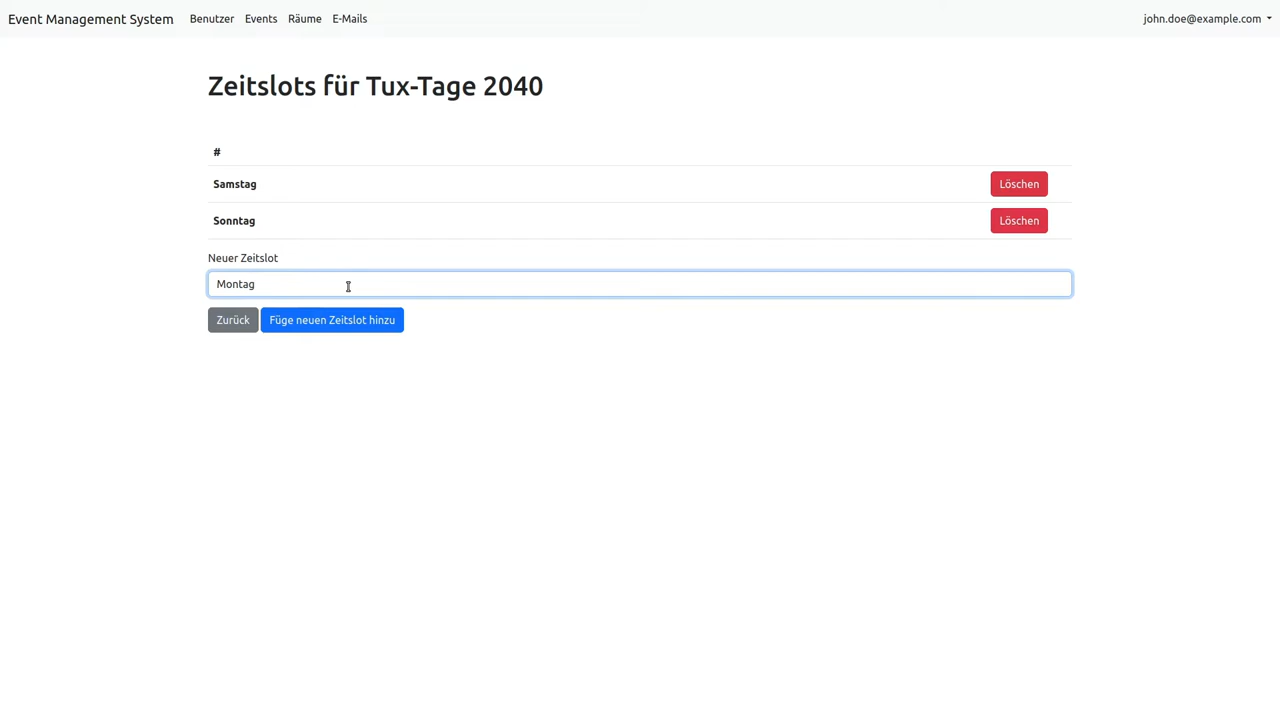 Event Management System Benutzer Events Räume E-Mails john.doe@example.com
Zeitslots für Tux-Tage 2040
#
Samstag Löschen
Sonntag Löschen
Neuer Zeitslot
Montag
Zurück Füge neuen Zeitslot hinzu